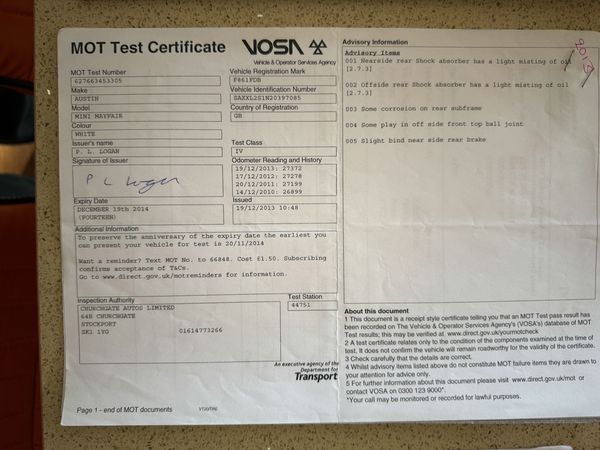 MOT Test Certificate
VOSA
Vehicle & Operator Services Agency
MOT Test Number
627663453305
Make
AUSTIN
Model
MINI MAYFAIR
Colour
WHITE
Issuer's name
P. L. LOGAN
Signature of Issuer
P L Logan
Expiry Date
DECEMBER 19th 2014
(FOURTEEN)
Vehicle Registration Mark
F861FDB
Vehicle Identification Number
SAXXL2S1N20397085
Country of Registration
GB
Test Class
IV
Odometer Reading and History
19/12/2013: 27372
17/12/2012: 27278
20/12/2011: 27199
14/12/2010: 26899
Issued
19/12/2013 10:48
Additional Information
To preserve the anniversary of the expiry date the earliest you
can present your vehicle for test is 20/11/2014
Want a reminder? Text MOT No. to 66848. Cost £1.50. Subscribing
confirms acceptance of T&Cs.
Go to www.direct.gov.uk/motreminders for information.
Inspection Authority
CHURCHGATE AUTOS LIMITED
64B CHURCHGATE
STOCKPORT
SK1 1YG 01614773266
Test Station
44751
An executive agency of the
Department for
Transport
Page 1 - end of MOT documents
VT20/TIRE
Advisory Information
Advisory Items
001 Nearside rear Shock absorber has a light misting of oil
[2.7.3]
002 Offside rear Shock absorber has a light misting of oil
[2.7.3]
003 Some corrosion on rear subframe
004 Some play in off side front top ball joint
005 Slight bind near side rear brake
2013
About this document
1 This document is a receipt style certificate telling you that an MOT Test pass result has
been recorded on The Vehicle & Operator Services Agency's (VOSA's) database of MOT
Test results; this may be verified at www.direct.gov.uk/yourmotcheck
2 A test certificate relates only to the condition of the components examined at the time of
test. It does not confirm the vehicle will remain roadworthy for the validity of the certificate.
3 Check carefully that the details are correct.
4 Whilst advisory items listed above do not constitute MOT failure items they are drawn to
your attention for advice only.
5 For further information about this document please visit www.direct.gov.uk/mot or
contact VOSA on 0300 123 9000*.
*Your call may be monitored or recorded for lawful purposes.